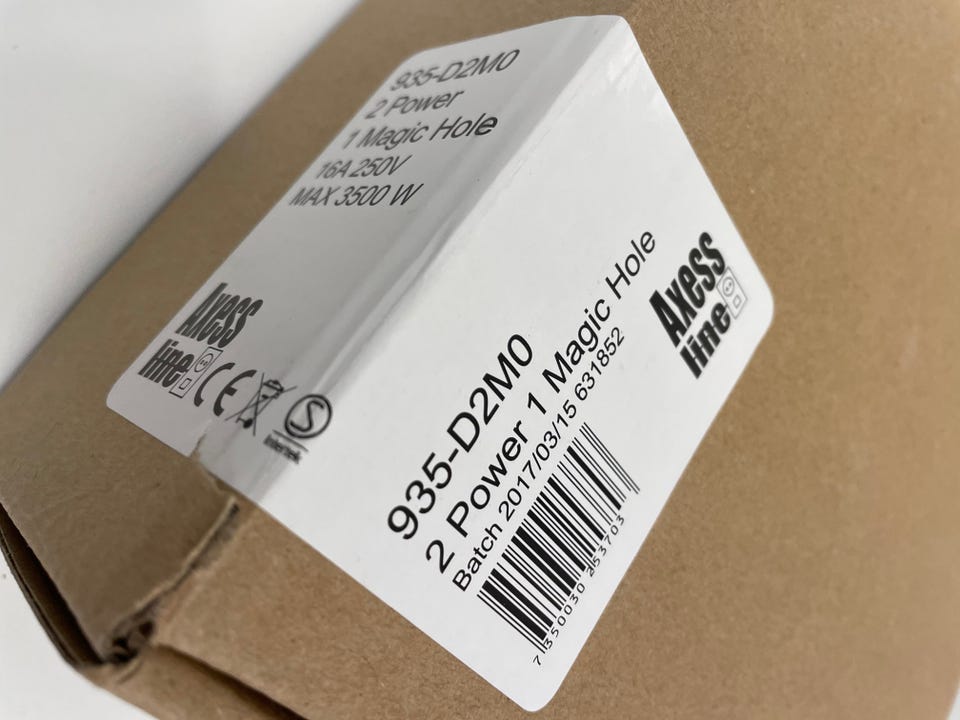 935-D2M0
2 Power
1 Magic Hole
16A 250V
MAX 3500 W
Axess
line
CE
S
Intertek
935-D2M0
2 Power 1 Magic Hole
Batch 2017/03/15 631852
7 350030 253703
Axess
line